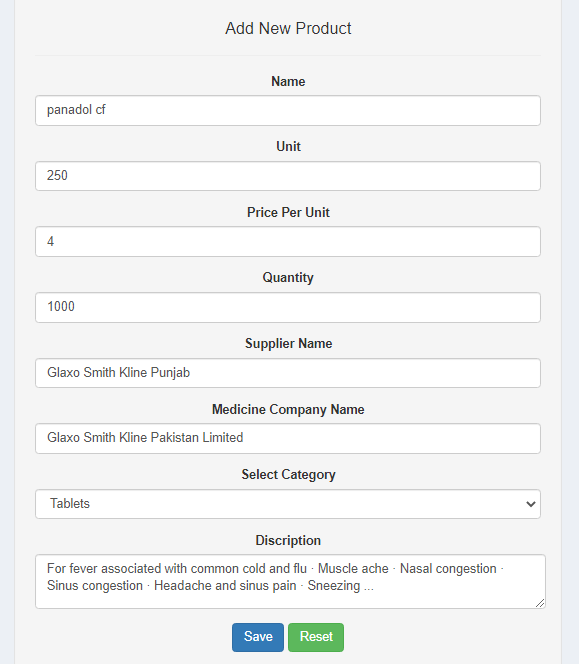 Add New Product
Name
panadol cf
Unit
250
Price Per Unit
4
Quantity
1000
Supplier Name
Glaxo Smith Kline Punjab
Medicine Company Name
Glaxo Smith Kline Pakistan Limited
Select Category
Tablets
Discription
For fever associated with common cold and flu · Muscle ache · Nasal congestion ·
Sinus congestion · Headache and sinus pain · Sneezing ...
Save Reset